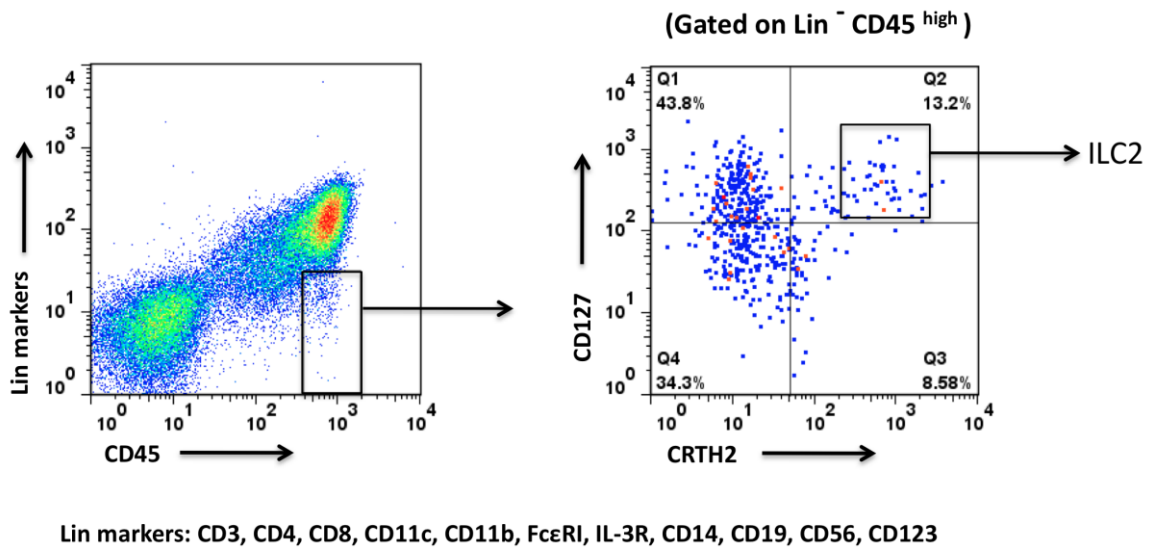 (Gated on Lin ⁻ CD45 ʰⁱᵍʰ )
10⁴
10³
10²
10¹
10⁰
Lin markers
10⁰ 10¹ 10² 10³ 10⁴
CD45
Q1
43.8%
Q2
13.2%
10⁴
10³
10²
10¹
10⁰
CD127
ILC2
Q4
34.3%
Q3
8.58%
10⁰ 10¹ 10² 10³ 10⁴
CRTH2
Lin markers: CD3, CD4, CD8, CD11c, CD11b, FcεRI, IL-3R, CD14, CD19, CD56, CD123